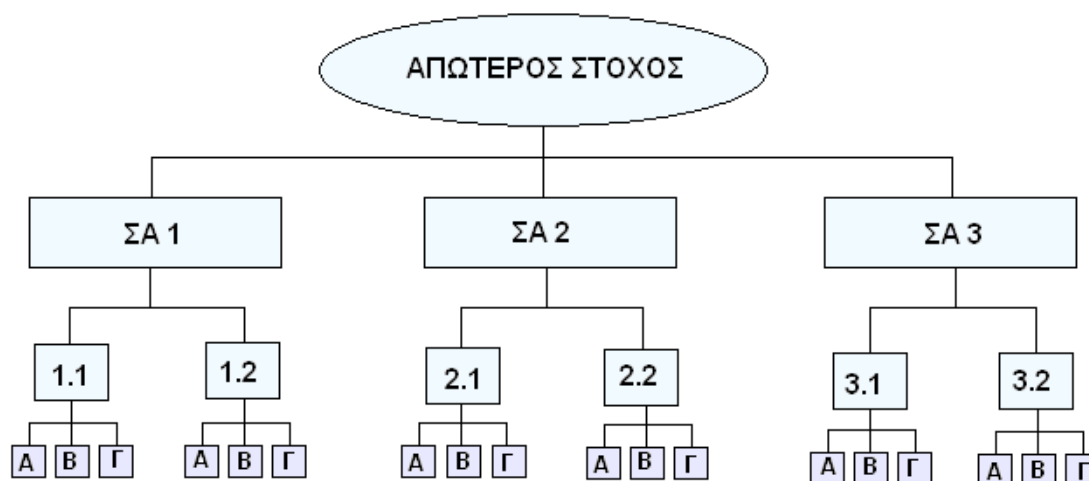 ΑΠΩΤΕΡΟΣ ΣΤΟΧΟΣ
ΣΑ 1 ΣΑ 2 ΣΑ 3
1.1 1.2 2.1 2.2 3.1 3.2
Α Β Γ Α Β Γ Α Β Γ Α Β Γ Α Β Γ Α Β Γ